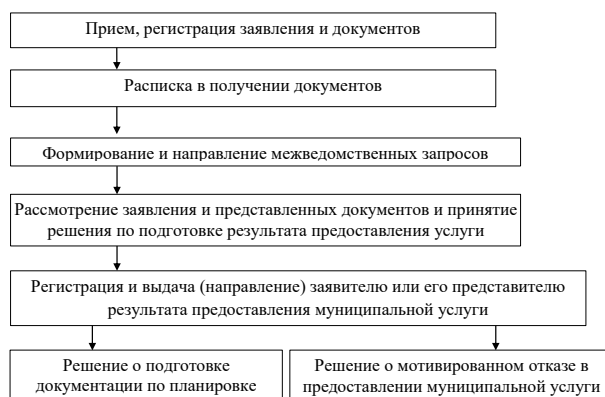 Прием, регистрация заявления и документов
Расписка в получении документов
Формирование и направление межведомственных запросов
Рассмотрение заявления и представленных документов и принятие
решения по подготовке результата предоставления услуги
Регистрация и выдача (направление) заявителю или его представителю
результата предоставления муниципальной услуги
Решение о подготовке
документации по планировке
Решение о мотивированном отказе в
предоставлении муниципальной услуги